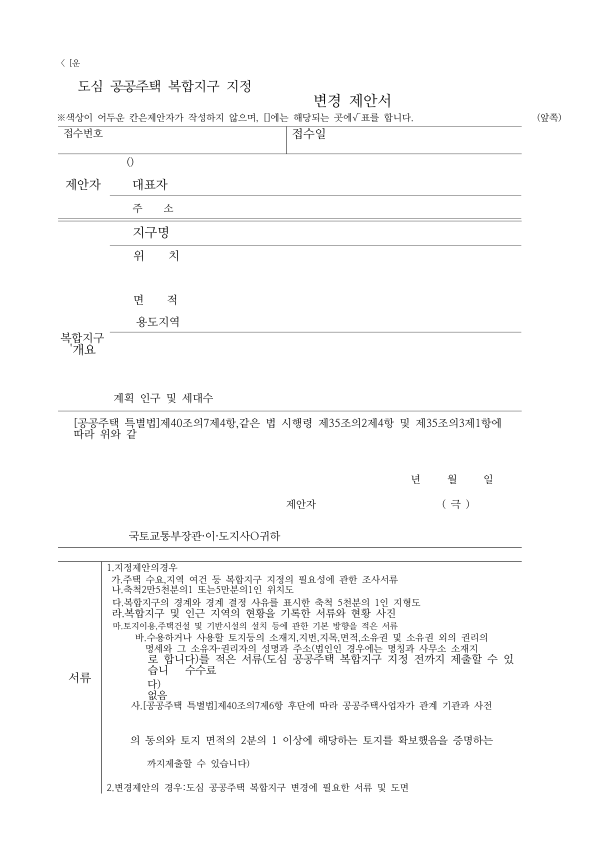 < [운
도심 공공주택 복합지구 지정
변경 제안서
※색상이 어두운 칸은제안자가 작성하지 않으며, []에는 해당되는 곳에√표를 합니다. (앞쪽)
접수번호 접수일
()
제안자 대표자
주 소
지구명
위 치
면 적
용도지역
복합지구
'개요
계획 인구 및 세대수
[공공주택 특별법]제40조의7제4항,같은 법 시행령 제35조의2제4항 및 제35조의3제1항에
따라 위와 같
년 월 일
제안자 ( 극 )
국토교통부장관·이·도지사O귀하
1.지정제안의경우
가.주택 수요,지역 여건 등 복합지구 지정의 필요성에 관한 조사서류
나.축척2만5천분의1 또는5만분의1인 위치도
다.복합지구의 경계와 경계 결정 사유를 표시한 축척 5천분의 1인 지형도
라.복합지구 및 인근 지역의 현황을 기록한 서류와 현황 사진
마.토지이용,주택건설 및 기반시설의 설치 등에 관한 기본 방향을 적은 서류
바.수용하거나 사용할 토지등의 소재지,지번,지목,면적,소유권 및 소유권 외의 권리의
명세와 그 소유자·권리자의 성명과 주소(법인인 경우에는 명칭과 사무소 소재지
로 합니다)를 적은 서류(도심 공공주택 복합지구 지정 전까지 제출할 수 있
습니 수수료
서류
다)
없음
사.[공공주택 특별법]제40조의7제6항 후단에 따라 공공주택사업자가 관계 기관과 사전
의 동의와 토지 면적의 2분의 1 이상에 해당하는 토지를 확보했음을 증명하는
까지제출할 수 있습니다)
2.변경제안의 경우:도심 공공주택 복합지구 변경에 필요한 서류 및 도면